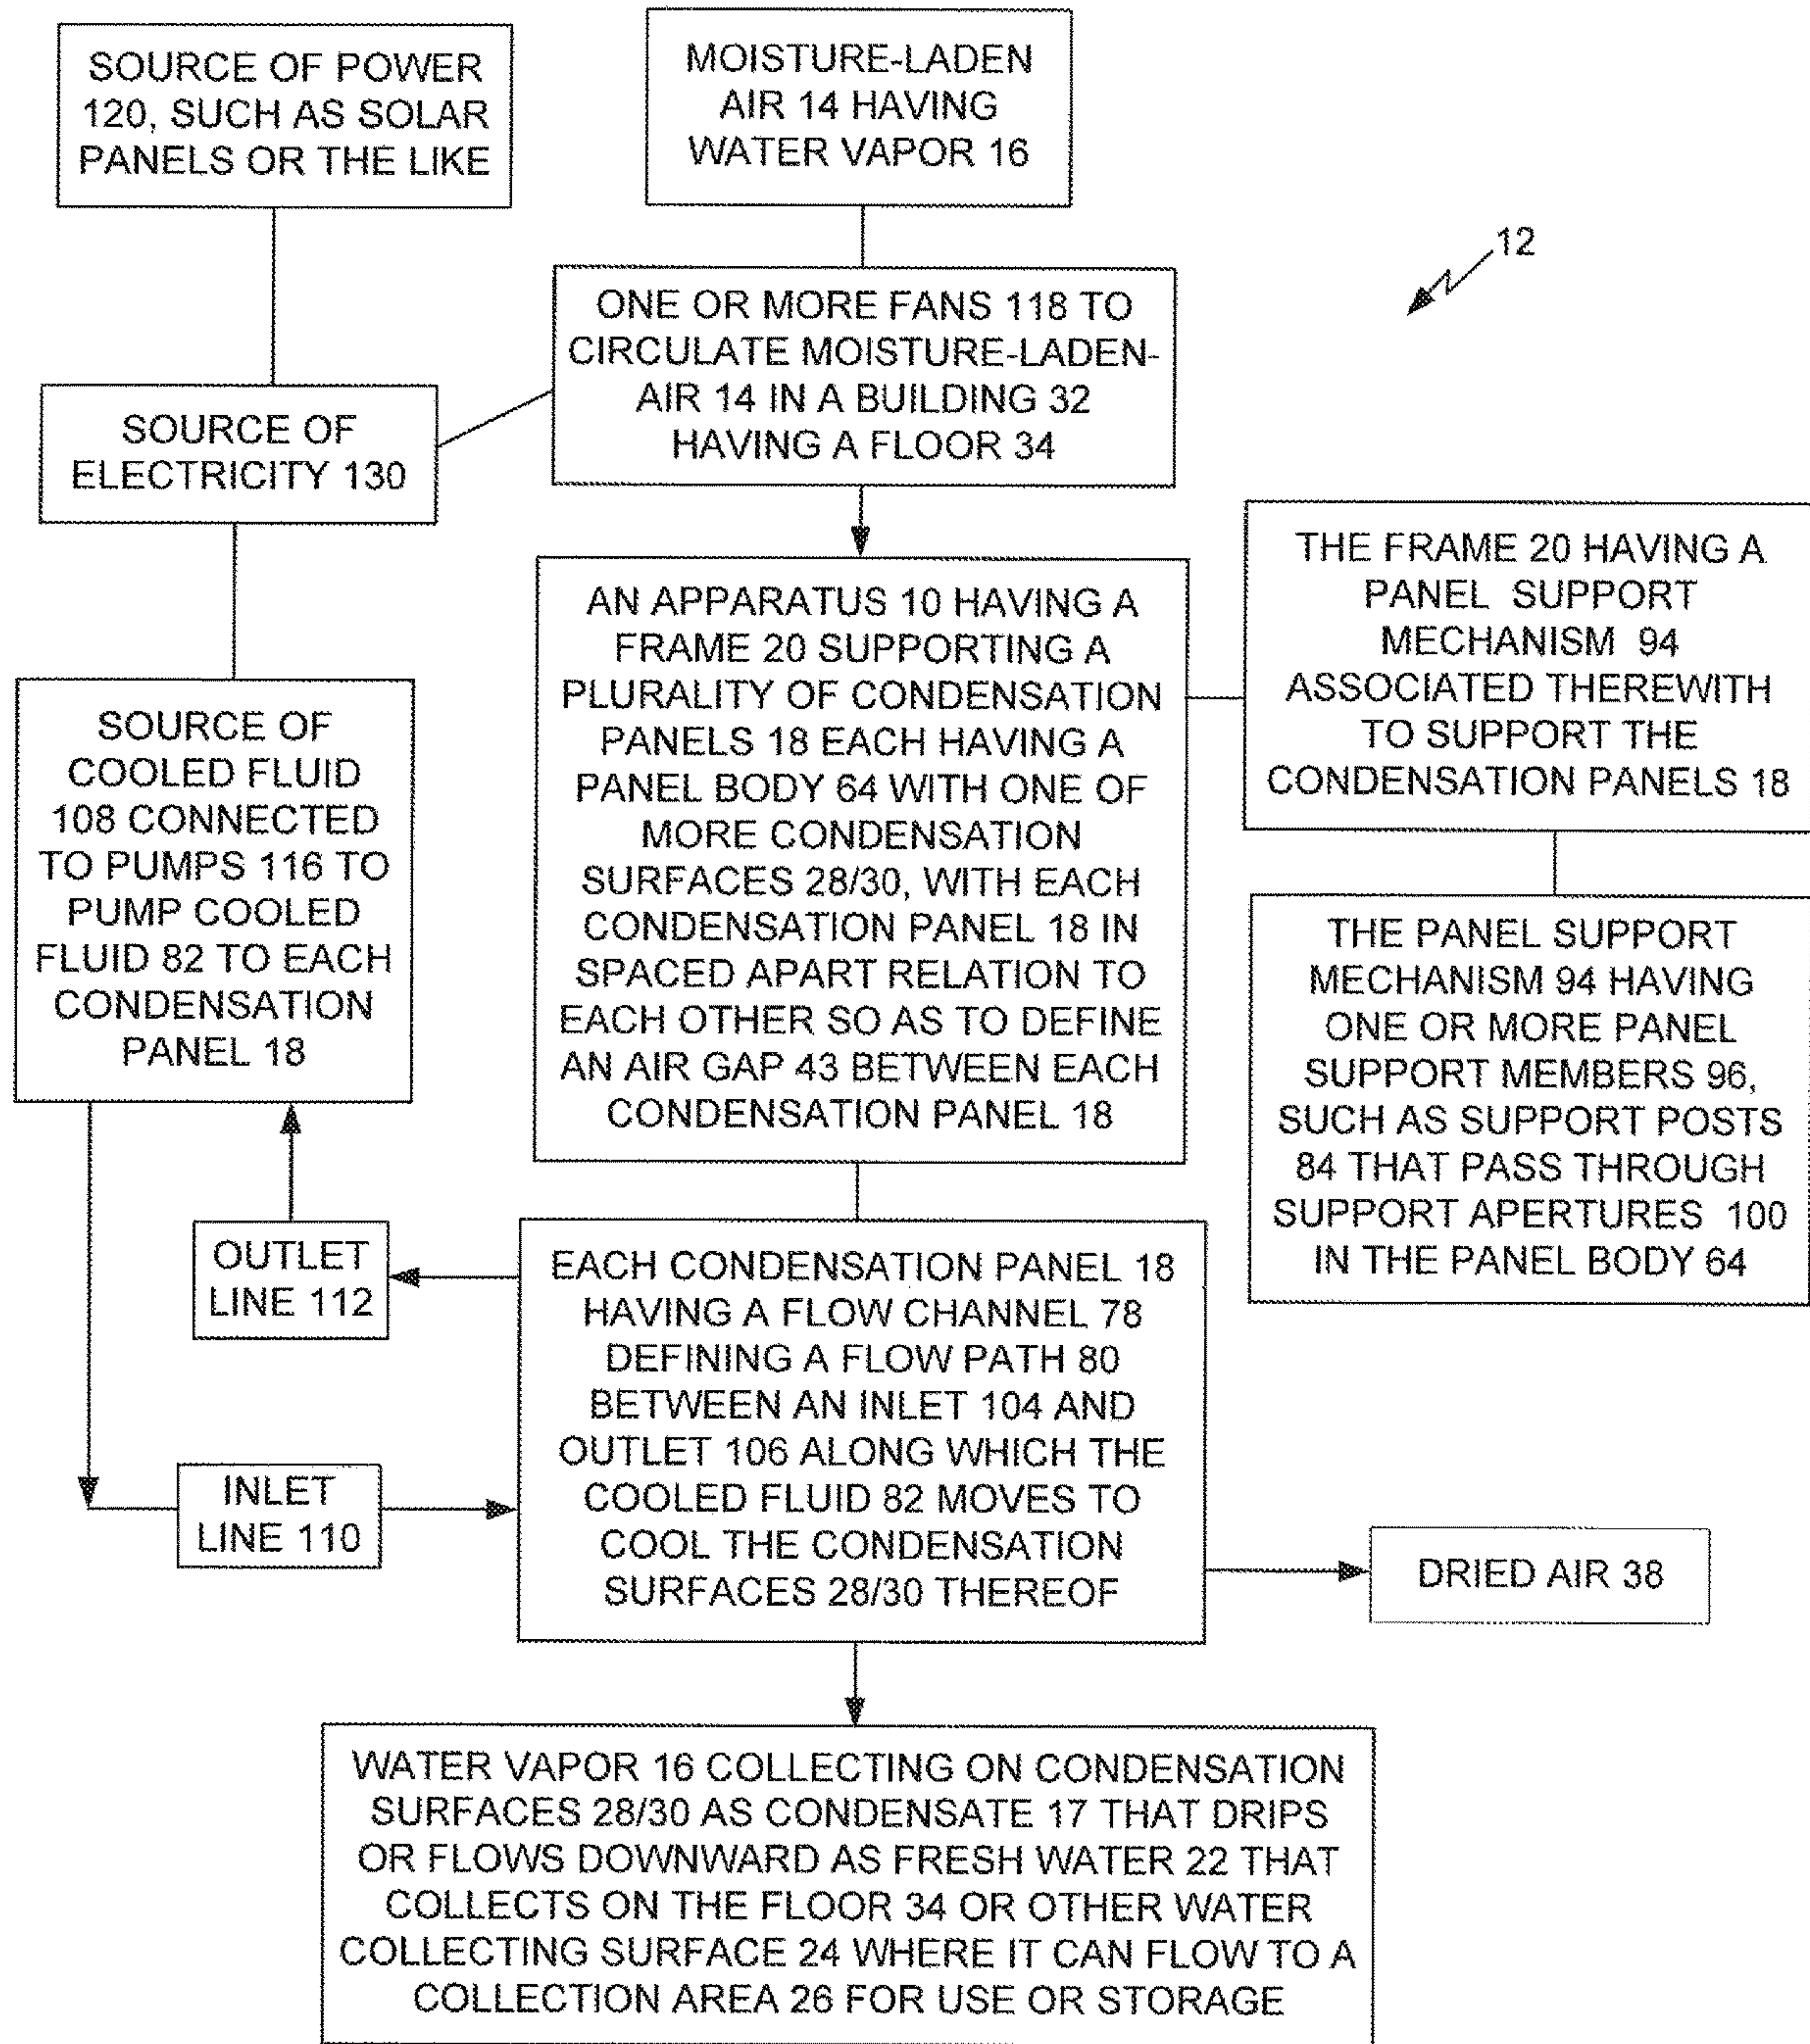 SOURCE OF POWER
120, SUCH AS SOLAR
PANELS OR THE LIKE
MOISTURE-LADEN
AIR 14 HAVING
WATER VAPOR 16
12
ONE OR MORE FANS 118 TO
CIRCULATE MOISTURE-LADEN-
AIR 14 IN A BUILDING 32
HAVING A FLOOR 34
SOURCE OF
ELECTRICITY 130
AN APPARATUS 10 HAVING A
FRAME 20 SUPPORTING A
PLURALITY OF CONDENSATION
PANELS 18 EACH HAVING A
PANEL BODY 64 WITH ONE OF
MORE CONDENSATION
SURFACES 28/30, WITH EACH
CONDENSATION PANEL 18 IN
SPACED APART RELATION TO
EACH OTHER SO AS TO DEFINE
AN AIR GAP 43 BETWEEN EACH
CONDENSATION PANEL 18
THE FRAME 20 HAVING A
PANEL SUPPORT
MECHANISM 94
ASSOCIATED THEREWITH
TO SUPPORT THE
CONDENSATION PANELS 18
SOURCE OF
COOLED FLUID
108 CONNECTED
TO PUMPS 116 TO
PUMP COOLED
FLUID 82 TO EACH
CONDENSATION
PANEL 18
THE PANEL SUPPORT
MECHANISM 94 HAVING
ONE OR MORE PANEL
SUPPORT MEMBERS 96,
SUCH AS SUPPORT POSTS
84 THAT PASS THROUGH
SUPPORT APERTURES 100
IN THE PANEL BODY 64
OUTLET
LINE 112
EACH CONDENSATION PANEL 18
HAVING A FLOW CHANNEL 78
DEFINING A FLOW PATH 80
BETWEEN AN INLET 104 AND
OUTLET 106 ALONG WHICH THE
COOLED FLUID 82 MOVES TO
COOL THE CONDENSATION
SURFACES 28/30 THEREOF
INLET
LINE 110
DRIED AIR 38
WATER VAPOR 16 COLLECTING ON CONDENSATION
SURFACES 28/30 AS CONDENSATE 17 THAT DRIPS
OR FLOWS DOWNWARD AS FRESH WATER 22 THAT
COLLECTS ON THE FLOOR 34 OR OTHER WATER
COLLECTING SURFACE 24 WHERE IT CAN FLOW TO A
COLLECTION AREA 26 FOR USE OR STORAGE